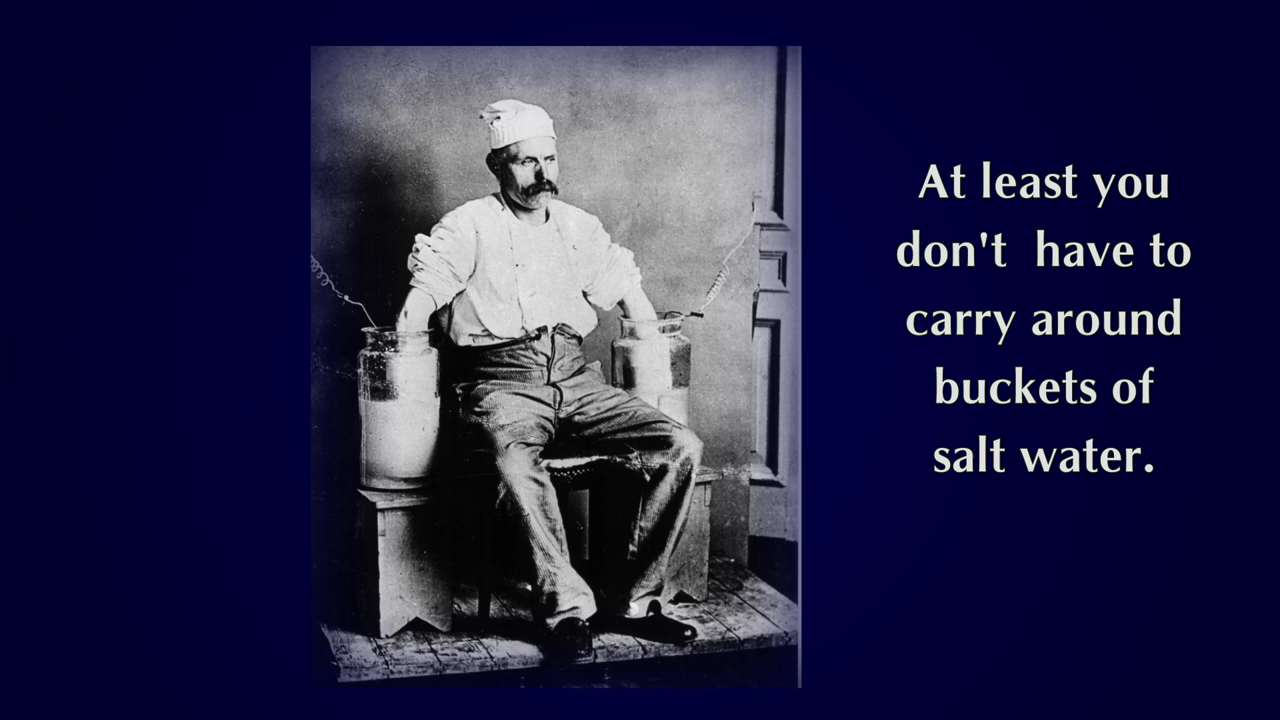 At least you
don't  have to
carry around
buckets of
salt water.